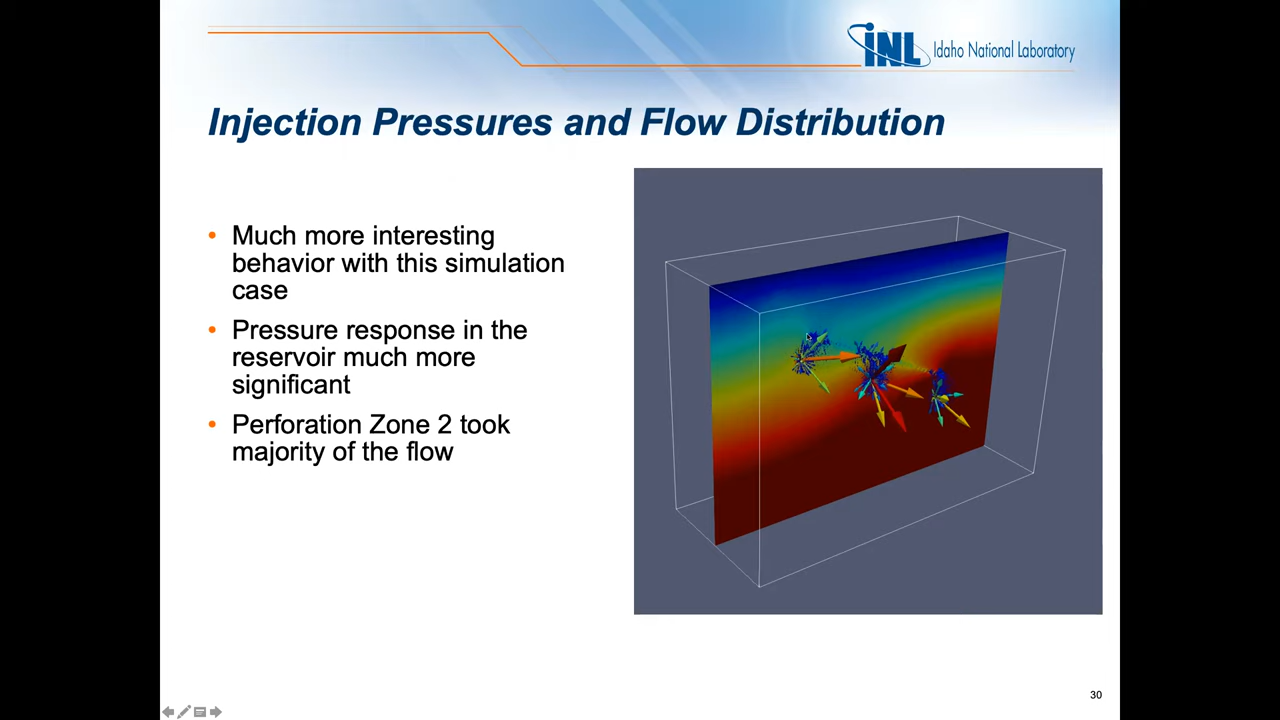 INL Idaho National Laboratory
Injection Pressures and Flow Distribution
• Much more interesting
behavior with this simulation
case
• Pressure response in the
reservoir much more
significant
• Perforation Zone 2 took
majority of the flow
30